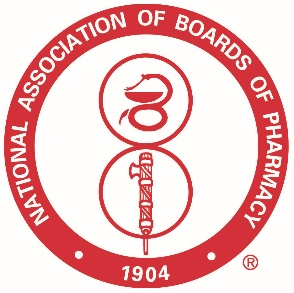 NATIONAL ASSOCIATION OF BOARDS OF PHARMACY
1904
®